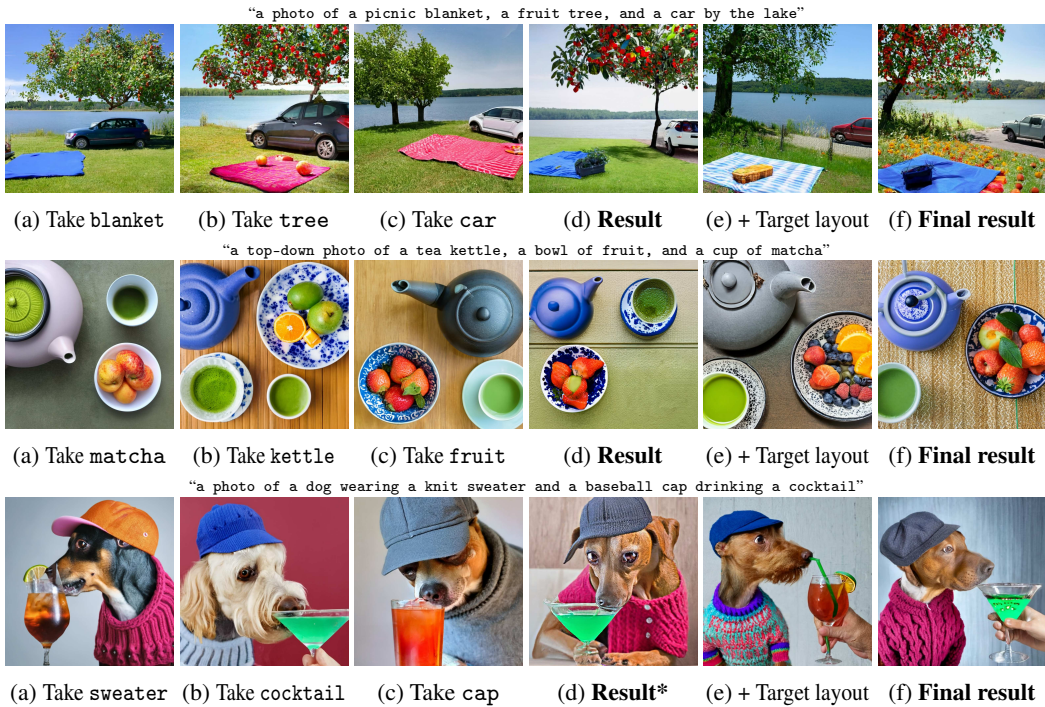 “a photo of a picnic blanket, a fruit tree, and a car by the lake”
(a) Take blanket (b) Take tree (c) Take car (d) Result (e) + Target layout (f) Final result
“a top-down photo of a tea kettle, a bowl of fruit, and a cup of matcha”
(a) Take matcha (b) Take kettle (c) Take fruit (d) Result (e) + Target layout (f) Final result
“a photo of a dog wearing a knit sweater and a baseball cap drinking a cocktail”
(a) Take sweater (b) Take cocktail (c) Take cap (d) Result* (e) + Target layout (f) Final result